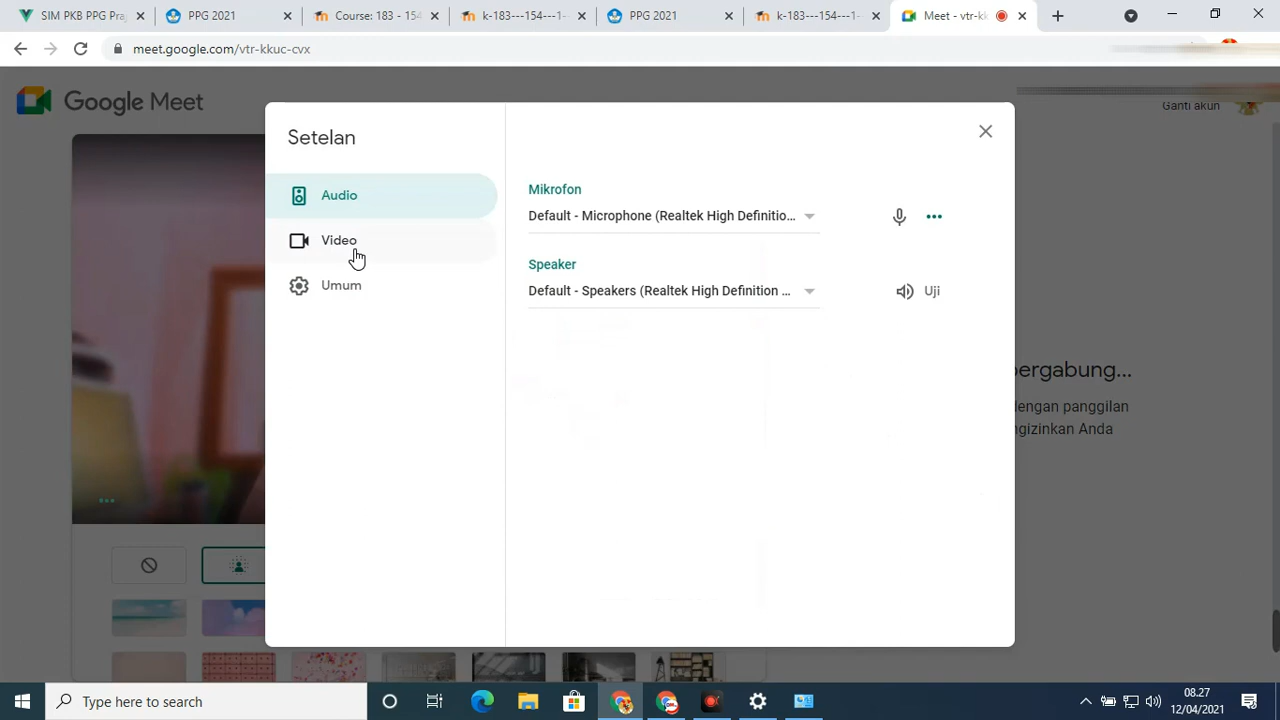 SIM PKB PPG Pra
PPG 2021
Course: 183 - 154
k-183---154---1-
PPG 2021
k-183---154---1-
Meet - vtr-kk
meet.google.com/vtr-kkuc-cvx
Google Meet
Ganti akun
Setelan
Audio
Video
Umum
Mikrofon
Default - Microphone (Realtek High Definitio...
Speaker
Default - Speakers (Realtek High Definition ...
Uji
bergabung...
dengan panggilan
ngizinkan Anda
Type here to search
08.27
12/04/2021